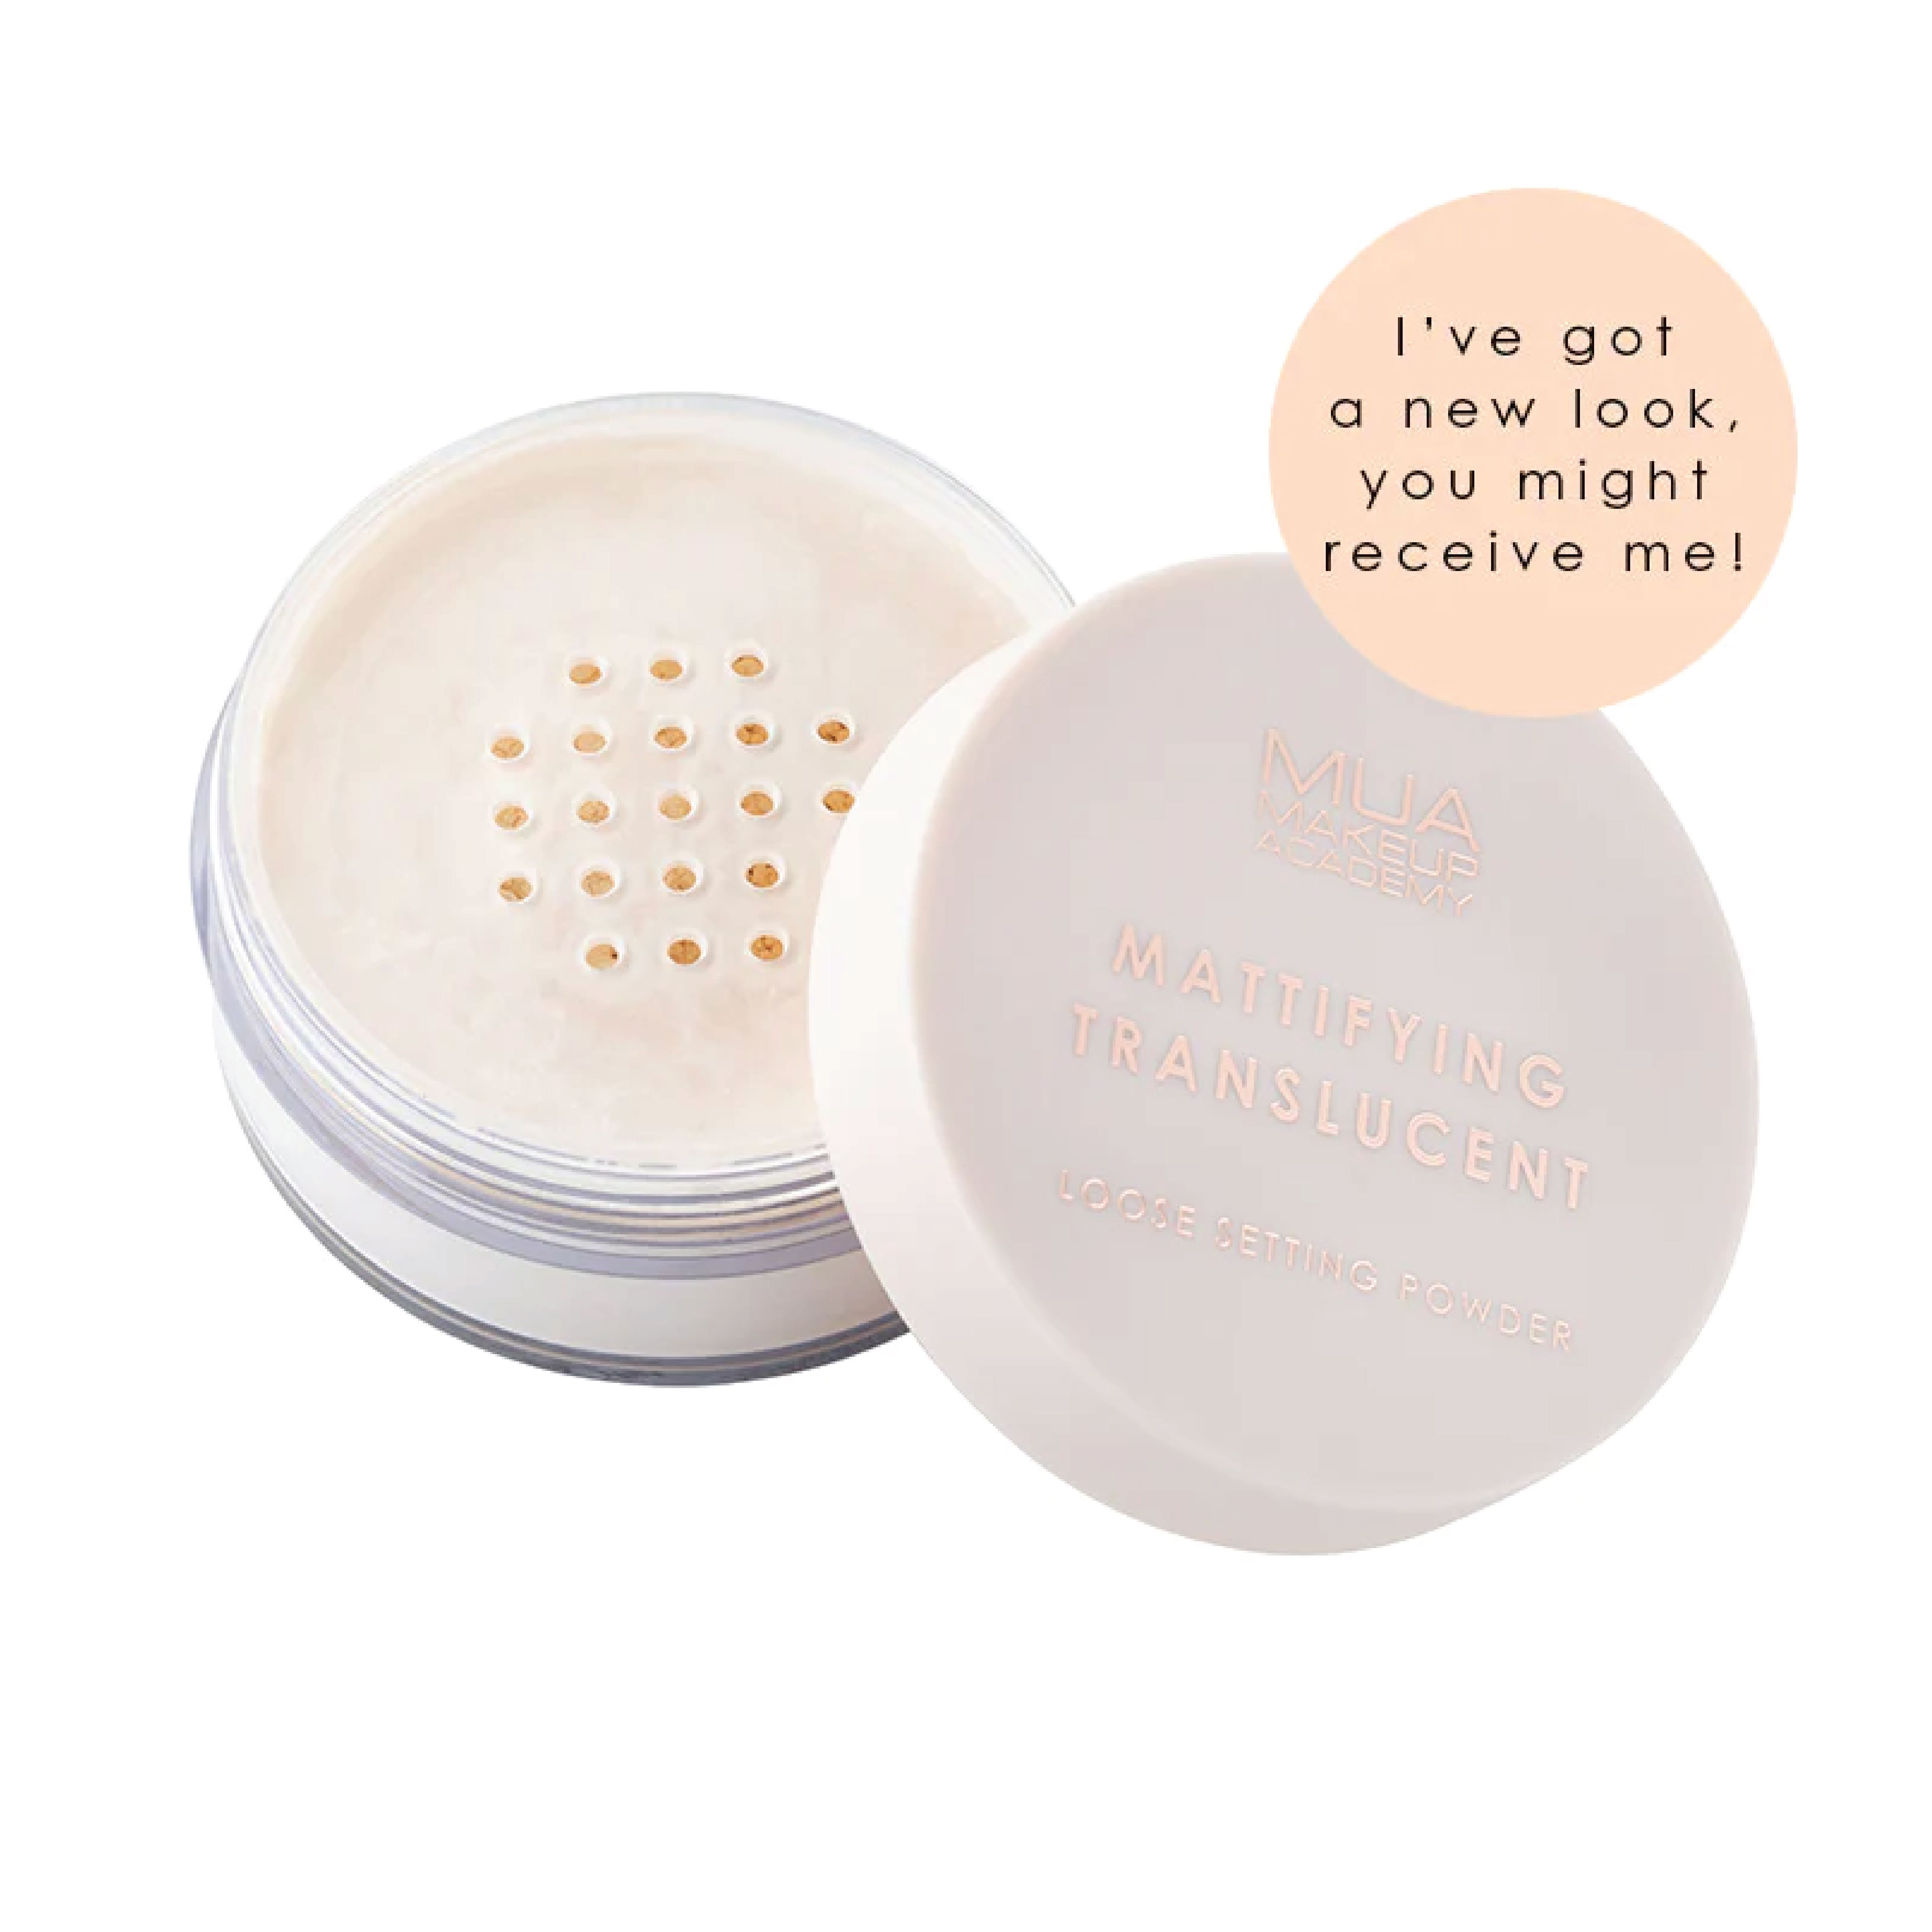 I've got
a new look,
you might
receive me!
MUA
MAKEUP
ACADEMY
MATTIFYING
TRANSLUCENT
LOOSE SETTING POWDER